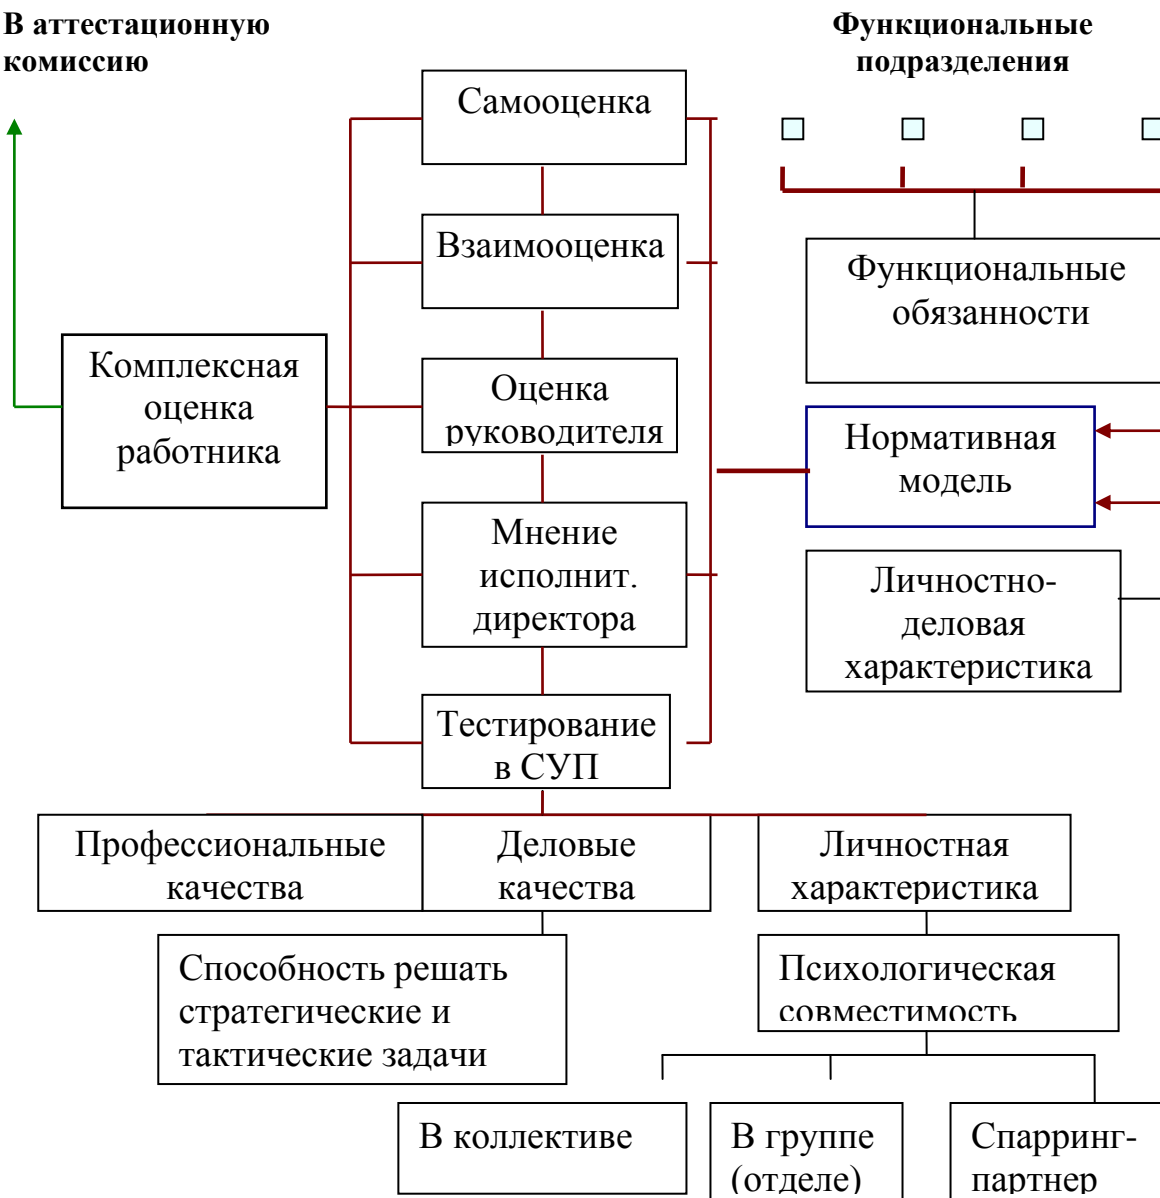 В аттестационную
комиссию
Функциональные
подразделения
Самооценка
Взаимооценка
Функциональные
обязанности
Комплексная
оценка
работника
Оценка
руководителя
Нормативная
модель
Мнение
исполнит.
директора
Личностно-
деловая
характеристика
Тестирование
в СУП
Профессиональные
качества
Деловые
качества
Личностная
характеристика
Способность решать
стратегические и
тактические задачи
Психологическая
совместимость
В коллективе
В группе
(отделе)
Спарринг-
партнер